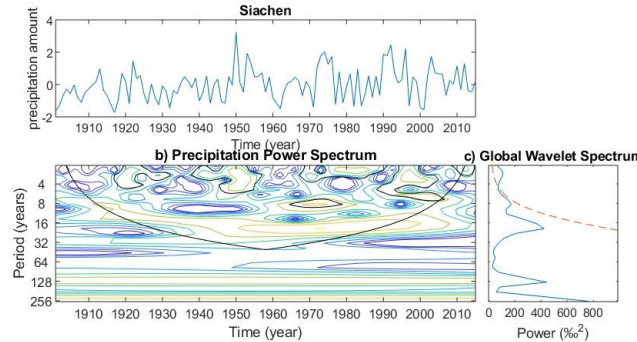 Siachen
precipitation amount
4
2
0
-2
1910 1920 1930 1940 1950 1960 1970 1980 1990 2000 2010
Time (year)
b) Precipitation Power Spectrum
Period (years)
4
8
16
32
64
128
256
1910 1920 1930 1940 1950 1960 1970 1980 1990 2000 2010
Time (year)
c) Global Wavelet Spectrum
0 200 400 600 800
Power (‰²)